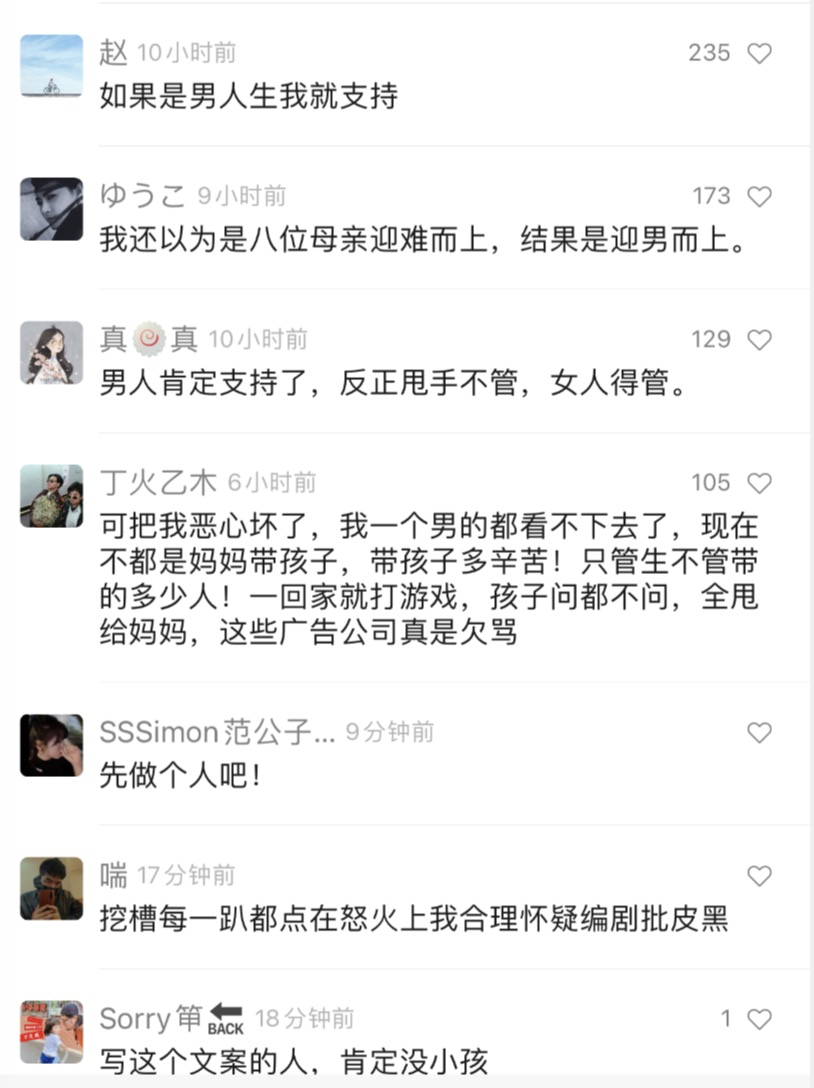 赵 10小时前 235
如果是男人生我就支持
ゆうこ 9小时前 173
我还以为是八位母亲迎难而上，结果是迎男而上。
真🍥真 10小时前 129
男人肯定支持了，反正甩手不管，女人得管。
丁火乙木 6小时前 105
可把我恶心坏了，我一个男的都看不下去了，现在
不都是妈妈带孩子，带孩子多辛苦！只管生不管带
的多少人！一回家就打游戏，孩子问都不问，全甩
给妈妈，这些广告公司真是欠骂
SSSimon范公子... 9分钟前
先做个人吧！
喘 17分钟前
挖槽每一趴都点在怒火上我合理怀疑编剧批皮黑
Sorry 🔙 18分钟前 1
写这个文案的人，肯定没小孩